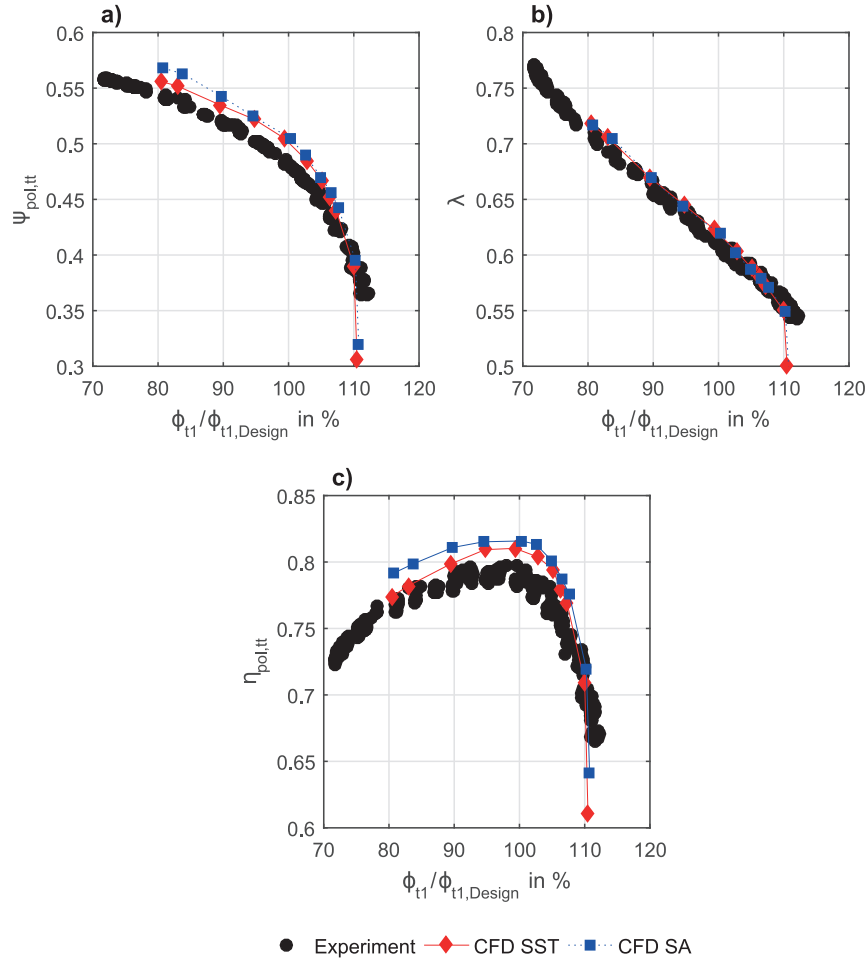 a)
0.6
0.55
0.5
0.45
0.4
0.35
0.3
70 80 90 100 110 120
ψpol,tt
ϕt1/ϕt1,Design in %
b)
0.8
0.75
0.7
0.65
0.6
0.55
0.5
70 80 90 100 110 120
λ
ϕt1/ϕt1,Design in %
c)
0.85
0.8
0.75
0.7
0.65
0.6
70 80 90 100 110 120
ηpol,tt
ϕt1/ϕt1,Design in %
Experiment CFD SST CFD SA